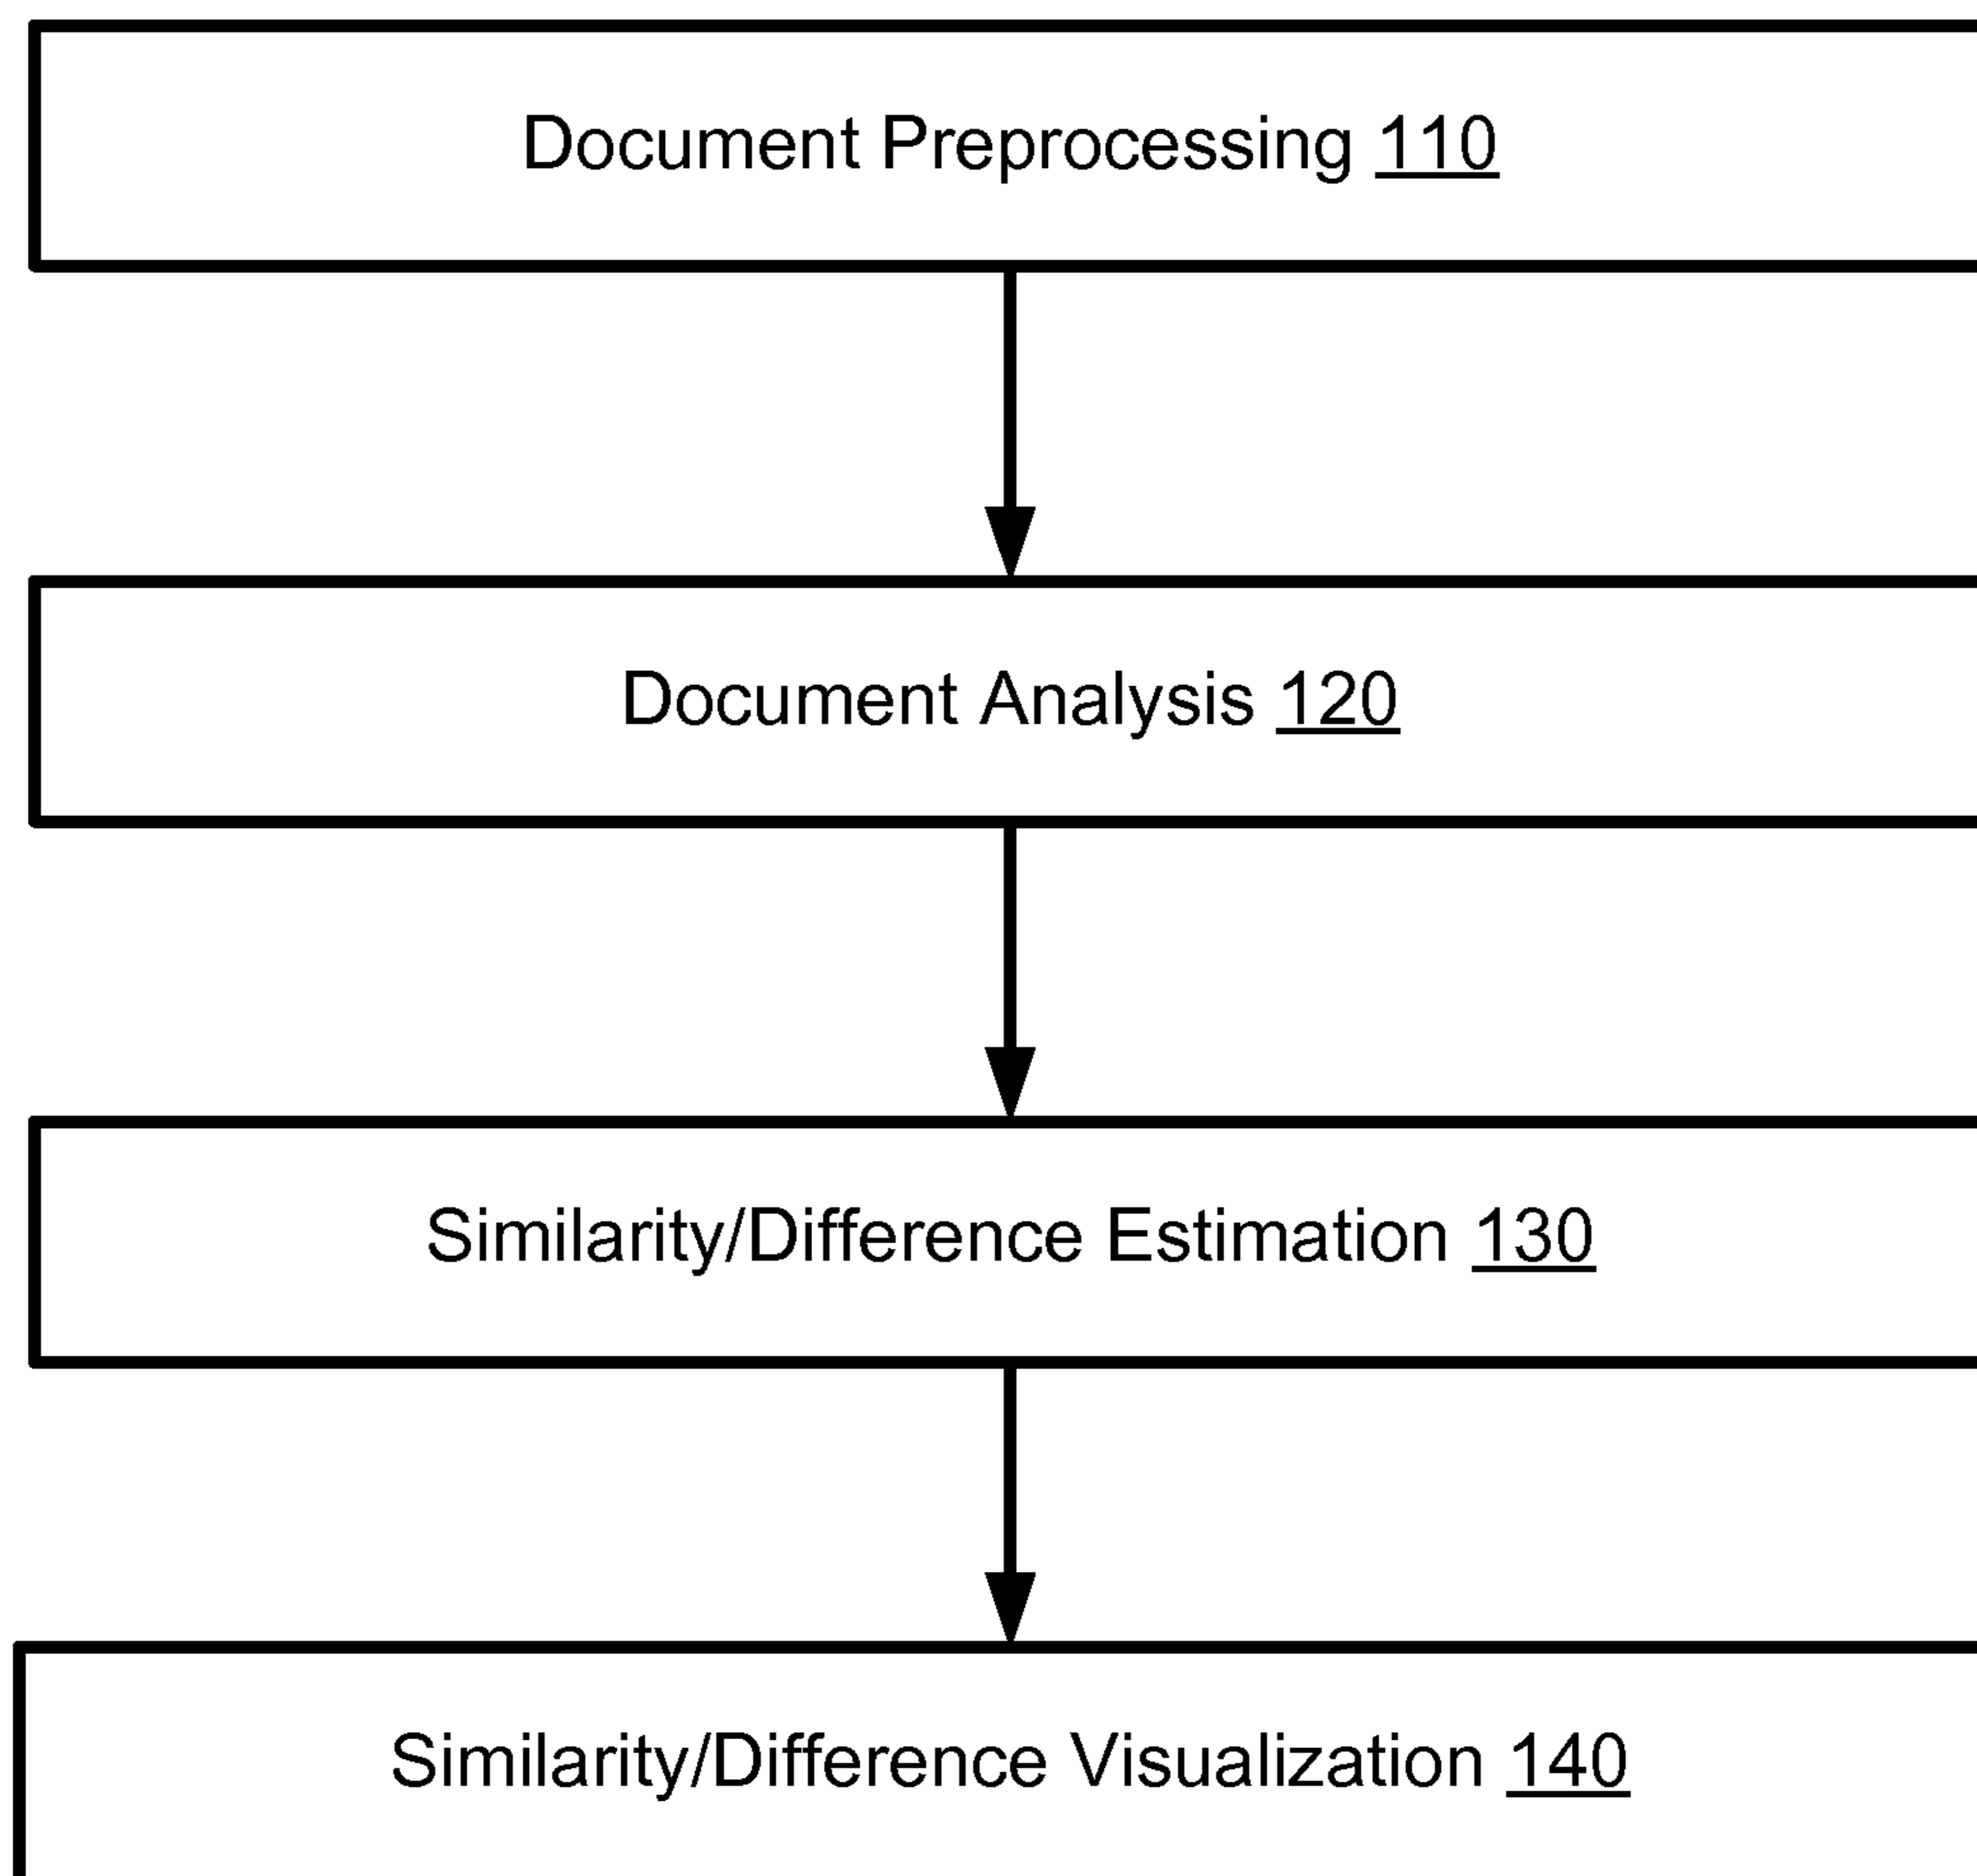 Document Preprocessing 110
Document Analysis 120
Similarity/Difference Estimation 130
Similarity/Difference Visualization 140